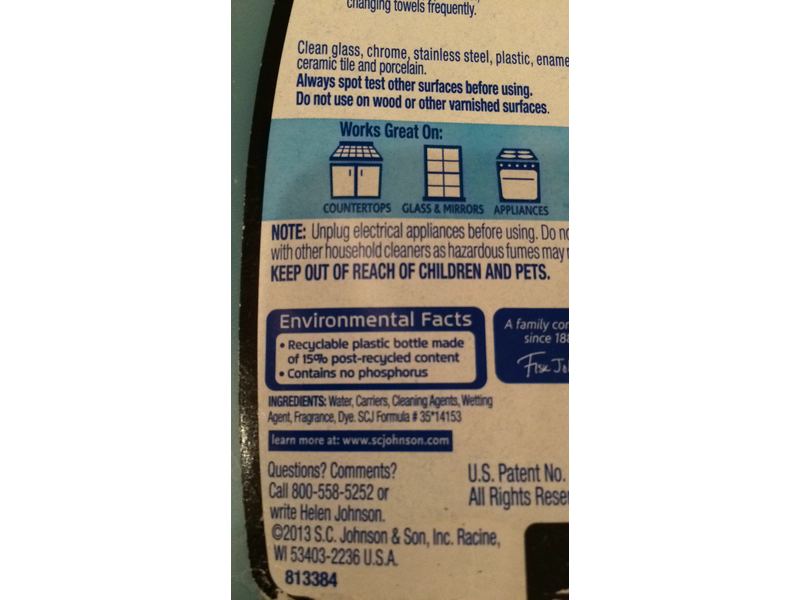 changing towels frequently.
Clean glass, chrome, stainless steel, plastic, ename
ceramic tile and porcelain.
Always spot test other surfaces before using.
Do not use on wood or other varnished surfaces.
Works Great On:
COUNTERTOPS GLASS & MIRRORS APPLIANCES
NOTE: Unplug electrical appliances before using. Do no
with other household cleaners as hazardous fumes may
KEEP OUT OF REACH OF CHILDREN AND PETS.
Environmental Facts
• Recyclable plastic bottle made
of 15% post-recycled content
• Contains no phosphorus
A family com
since 188
Fisk Jo
INGREDIENTS: Water, Carriers, Cleaning Agents, Wetting
Agent, Fragrance, Dye. SCJ Formula # 35*14153
learn more at: www.scjohnson.com
Questions? Comments?
Call 800-558-5252 or
write Helen Johnson.
©2013 S.C. Johnson & Son, Inc. Racine,
WI 53403-2236 U.S.A.
813384
U.S. Patent No.
All Rights Reser